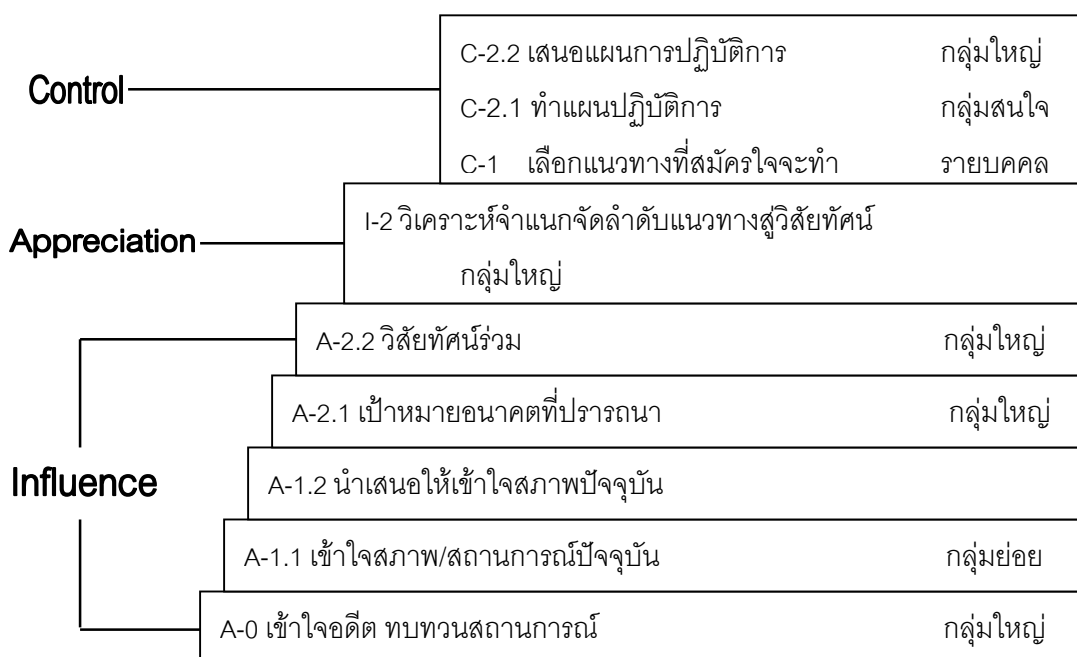 C-2.2 เสนอแผนการปฏิบัติการ กลุ่มใหญ่
Control
C-2.1 ทำแผนปฏิบัติการ กลุ่มสนใจ
C-1 เลือกแนวทางที่สมัครใจจะทำ รายบคคล
I-2 วิเคราะห์จำแนกจัดลำดับแนวทางสู่วิสัยทัศน์
Appreciation
กลุ่มใหญ่
A-2.2 วิสัยทัศน์ร่วม กลุ่มใหญ่
A-2.1 เป้าหมายอนาคตที่ปรารถนา กลุ่มใหญ่
Influence
A-1.2 นำเสนอให้เข้าใจสภาพปัจจุบัน
A-1.1 เข้าใจสภาพ/สถานการณ์ปัจจุบัน กลุ่มย่อย
A-0 เข้าใจอดีต ทบทวนสถานการณ์ กลุ่มใหญ่